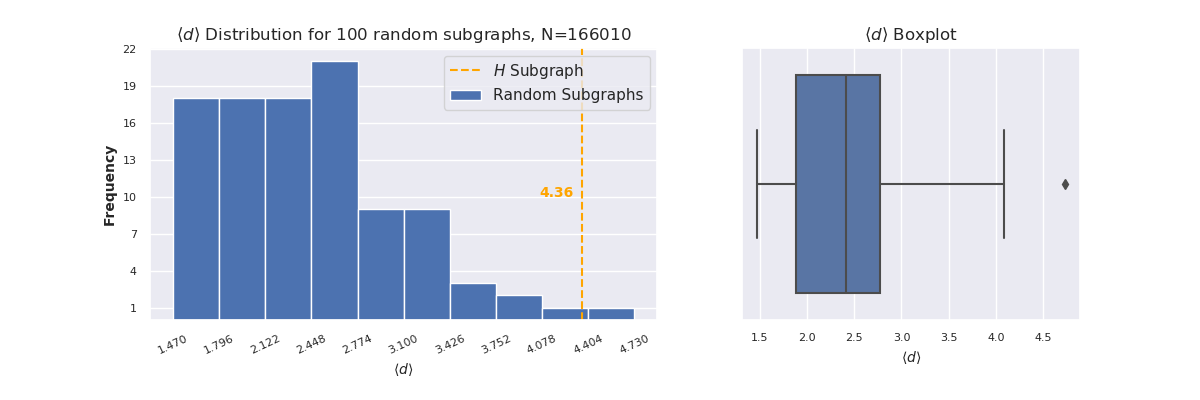 ⟨d⟩ Distribution for 100 random subgraphs, N=166010
H Subgraph
Random Subgraphs
4.36
Frequency
22
19
16
13
10
7
4
1
1.470 1.796 2.122 2.448 2.774 3.100 3.426 3.752 4.078 4.404 4.730
⟨d⟩
⟨d⟩ Boxplot
1.5 2.0 2.5 3.0 3.5 4.0 4.5
⟨d⟩